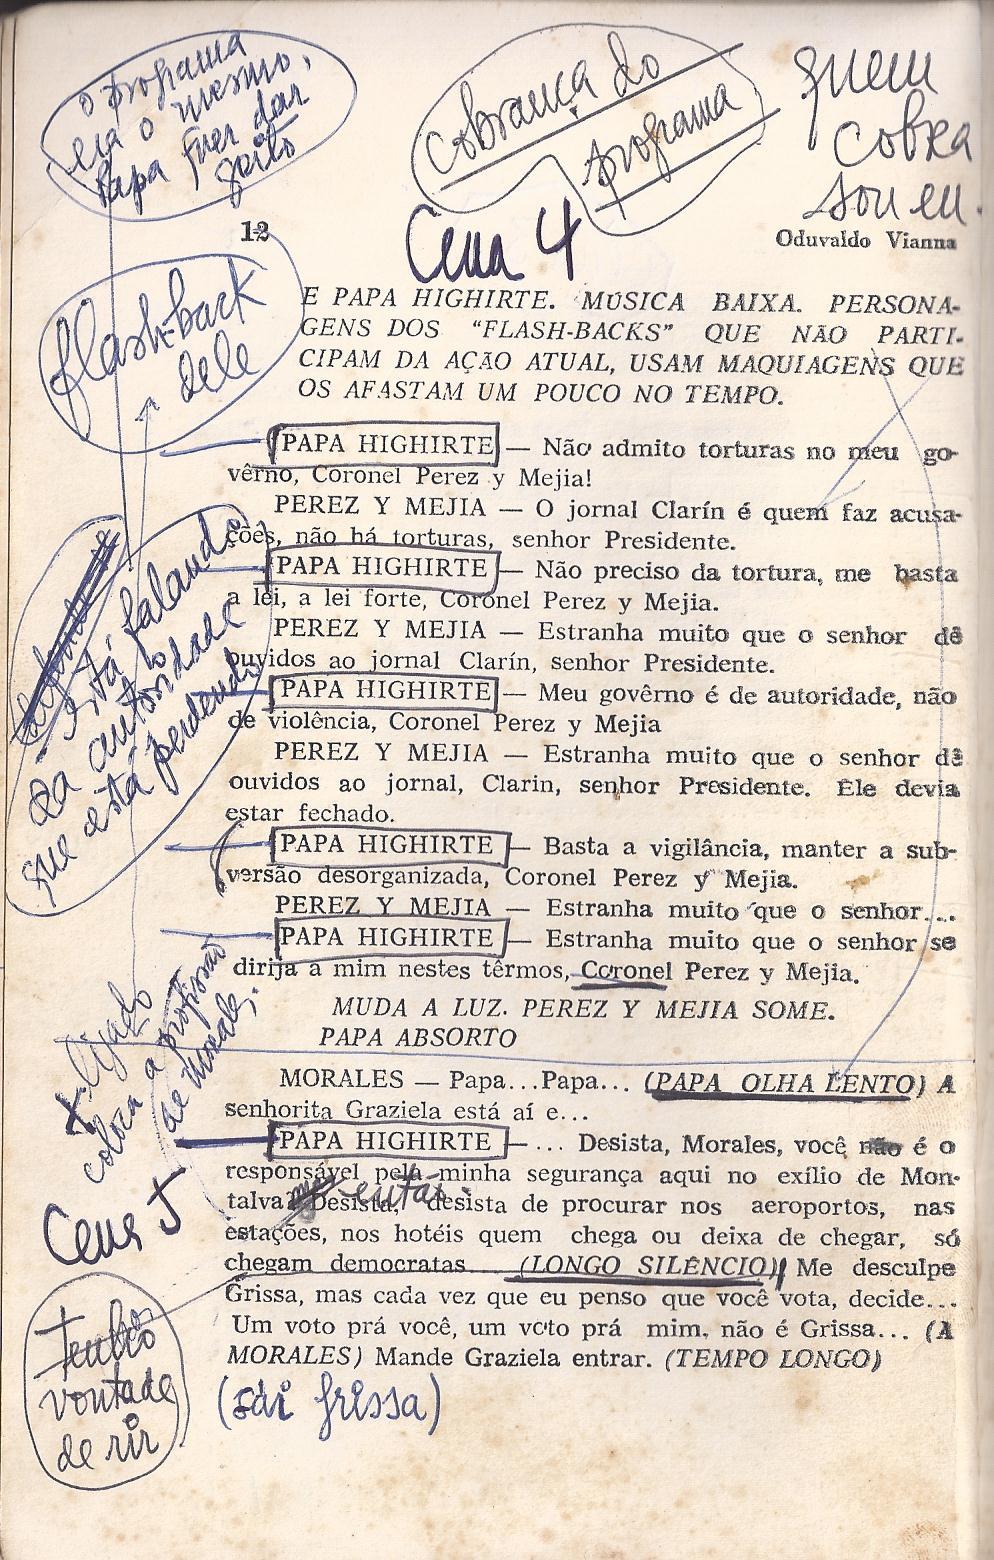 o programa
era o mesmo,
Papa quer dar
geito
cobrança do
programa
quem
cobra
sou eu.
12
Cena 4
Oduvaldo Vianna
flash-back
dele
E PAPA HIGHIRTE. MÚSICA BAIXA. PERSONA-
GENS DOS "FLASH-BACKS" QUE NÃO PARTI-
CIPAM DA AÇÃO ATUAL, USAM MAQUIAGENS QUE
OS AFASTAM UM POUCO NO TEMPO.
PAPA HIGHIRTE — Não admito torturas no meu go-
vêrno, Coronel Perez y Mejia!
PEREZ Y MEJIA — O jornal Clarín é quem faz acusa-
ções, não há torturas, senhor Presidente.
PAPA HIGHIRTE — Não preciso da tortura, me basta
a lei, a lei forte, Coronel Perez y Mejia.
PEREZ Y MEJIA — Estranha muito que o senhor dê
ouvidos ao jornal Clarín, senhor Presidente.
PAPA HIGHIRTE — Meu govêrno é de autoridade, não
de violência, Coronel Perez y Mejia
PEREZ Y MEJIA — Estranha muito que o senhor dê
ouvidos ao jornal, Clarin, senhor Presidente. Ele devia
estar fechado.
PAPA HIGHIRTE — Basta a vigilância, manter a sub-
versão desorganizada, Coronel Perez y Mejia.
PEREZ Y MEJIA — Estranha muito que o senhor...
PAPA HIGHIRTE — Estranha muito que o senhor se
dirija a mim nestes têrmos, Coronel Perez y Mejia.
está falando
da autoridade
que está perdendo
MUDA A LUZ. PEREZ Y MEJIA SOME.
PAPA ABSORTO
ligado
coloca a profissão
de Morales.
MORALES — Papa...Papa... (PAPA OLHA LENTO) A
senhorita Graziela está aí e...
PAPA HIGHIRTE — ... Desista, Morales, você não é o
responsável pela minha segurança aqui no exílio de Mon-
talva? Desista, então desista de procurar nos aeroportos, nas
estações, nos hotéis quem chega ou deixa de chegar, só
chegam democratas (LONGO SILÊNCIO) Me desculpe
Grissa, mas cada vez que eu penso que você vota, decide...
Um voto prá você, um voto prá mim, não é Grissa... (A
MORALES) Mande Graziela entrar. (TEMPO LONGO)
Cena 5
Tenho
vontade
de rir
(sai grissa)